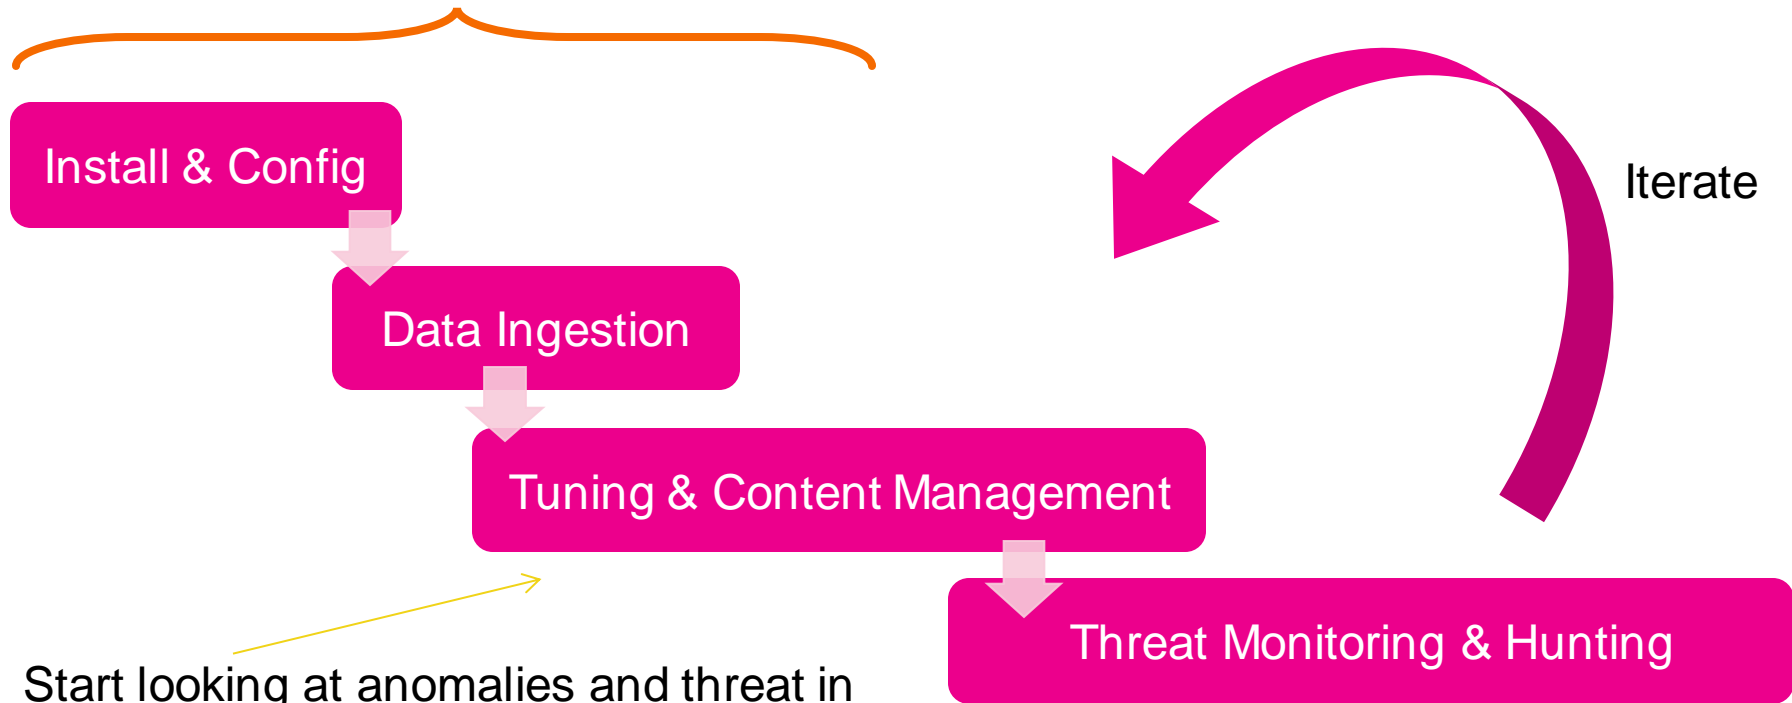 Install & Config
Iterate
Data Ingestion
Tuning & Content Management
Threat Monitoring & Hunting
Start looking at anomalies and threat in